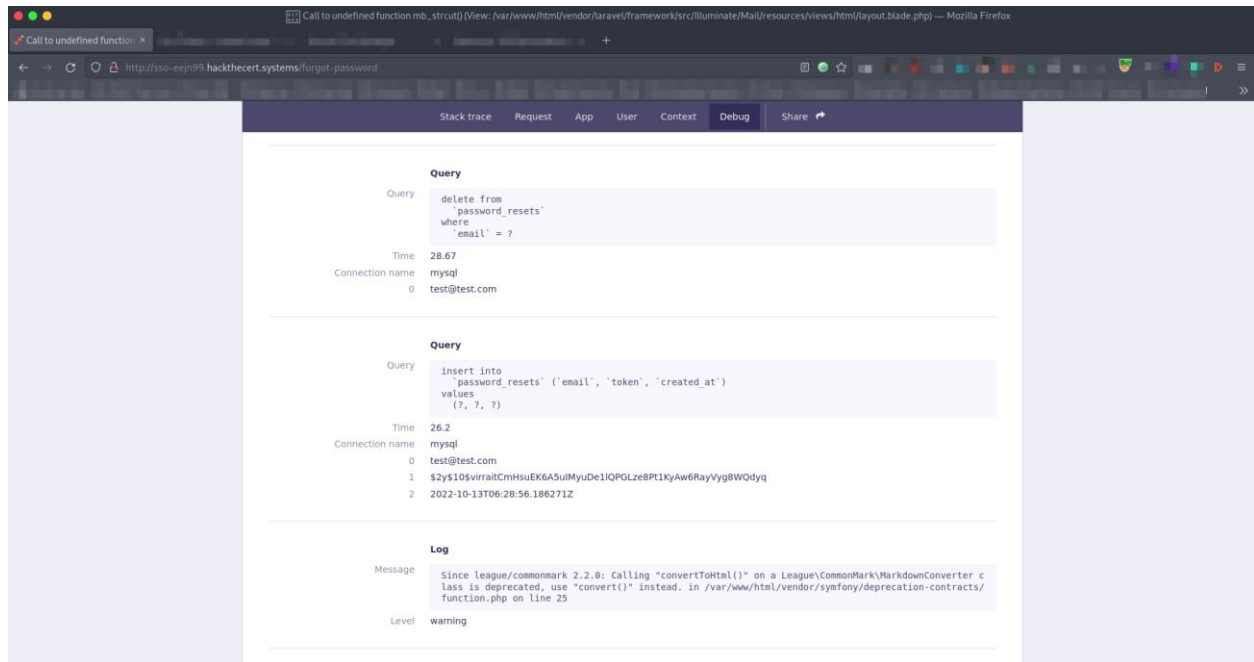 Call to undefined function mb_strcut() (View: /var/www/html/vendor/laravel/framework/src/Illuminate/Mail/resources/views/html/layout.blade.php) — Mozilla Firefox
Call to undefined function ×
+
http://sso-eejn99.hackthecert.systems/forgot-password
Stack trace Request App User Context Debug Share
Query
Query
delete from
`password_resets`
where
`email` = ?
Time 28.67
Connection name mysql
0 test@test.com
Query
Query
insert into
`password_resets` (`email`, `token`, `created_at`)
values
(?, ?, ?)
Time 26.2
Connection name mysql
0 test@test.com
1 $2y$10$virraitCmHsuEK6A5uIMyuDe1lQPGLze8Pt1KyAw6RayVyg8WQdyq
2 2022-10-13T06:28:56.186271Z
Log
Message
Since league/commonmark 2.2.0: Calling "convertToHtml()" on a League\CommonMark\MarkdownConverter c
lass is deprecated, use "convert()" instead. in /var/www/html/vendor/symfony/deprecation-contracts/
function.php on line 25
Level warning